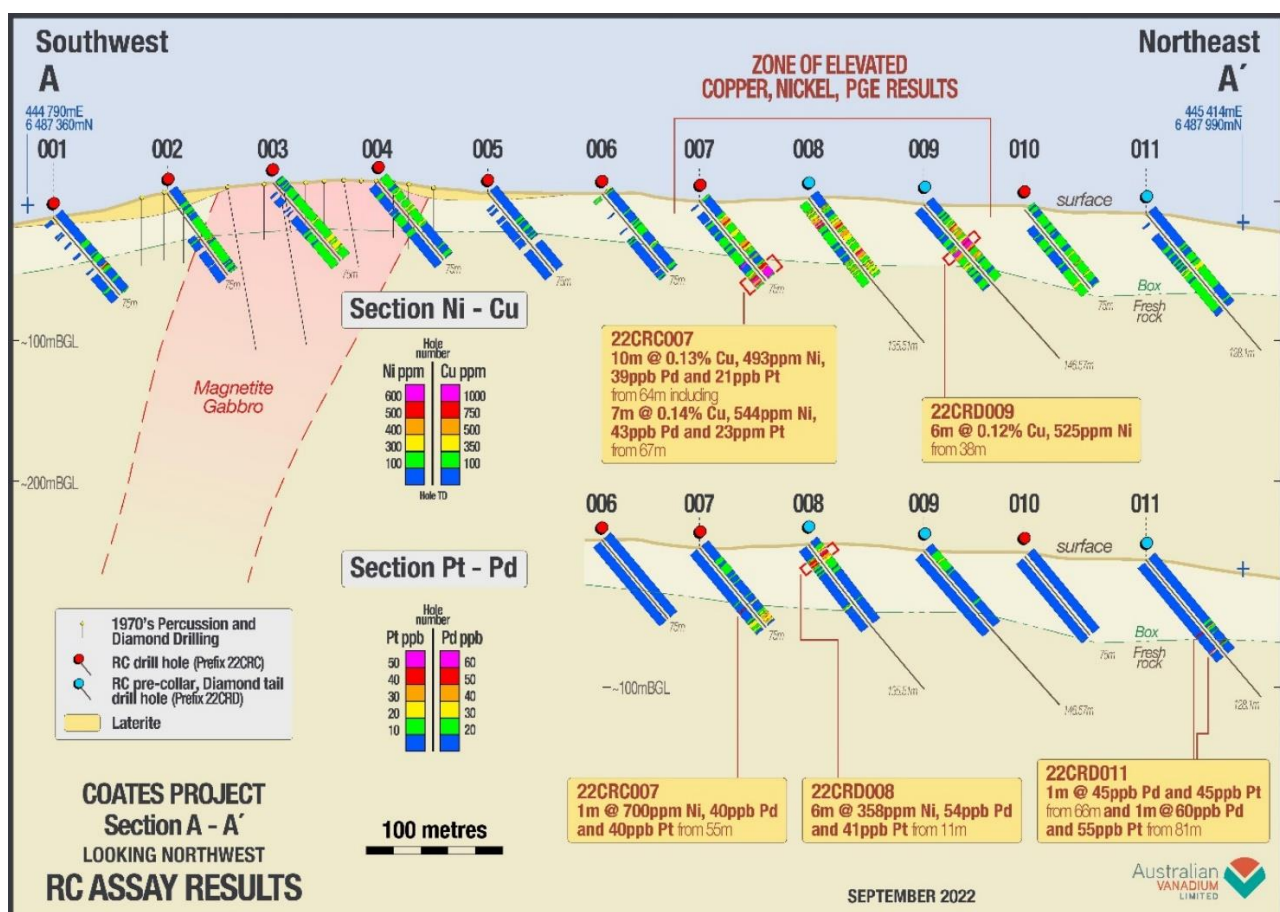 Southwest
A
444 790mE
6 487 360mN
Northeast
A´
445 414mE
6 487 990mN
ZONE OF ELEVATED
COPPER, NICKEL, PGE RESULTS
001
002
003
004
005
006
007
008
009
010
011
surface
75m
75m
75m
75m
75m
75m
75m
135.51m
146.57m
75m
128.1m
Box
Fresh
rock
~100mBGL
~200mBGL
Magnetite
Gabbro
Section Ni - Cu
Hole
number
Ni ppm
Cu ppm
600 1000
500 750
400 500
300 350
100 100
Hole TD
22CRC007
10m @ 0.13% Cu, 493ppm Ni,
39ppb Pd and 21ppb Pt
from 64m including
7m @ 0.14% Cu, 544ppm Ni,
43ppb Pd and 23ppm Pt
from 67m
22CRD009
6m @ 0.12% Cu, 525ppm Ni
from 38m
Section Pt - Pd
Hole
number
Pt ppb
Pd ppb
50 60
40 50
30 40
20 30
10 20
006
007
008
009
010
011
surface
75m
75m
135.51m
146.57m
75m
128.1m
Box
Fresh
rock
~100mBGL
22CRC007
1m @ 700ppm Ni, 40ppb Pd
and 40ppb Pt from 55m
22CRD008
6m @ 358ppm Ni, 54ppb Pd
and 41ppb Pt from 11m
22CRD011
1m @ 45ppb Pd and 45ppb Pt
from 66m and 1m @ 60ppb Pd
and 55ppb Pt from 81m
1970's Percussion and
Diamond Drilling
RC drill hole (Prefix 22CRC)
RC pre-collar, Diamond tail
drill hole (Prefix 22CRD)
Laterite
COATES PROJECT
Section A - A´
LOOKING NORTHWEST
RC ASSAY RESULTS
100 metres
SEPTEMBER 2022
Australian
VANADIUM
LIMITED